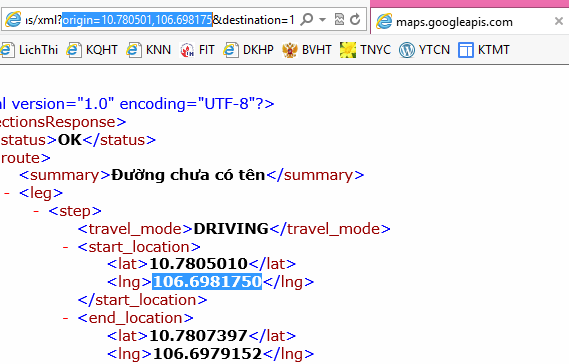 ıs/xml?origin=10.780501,106.698175&destination=1
maps.googleapis.com
LichThi KQHT KNN FIT DKHP BVHT TNYC YTCN KTMT
nl version="1.0" encoding="UTF-8"?>
ectionsResponse>
status>OK</status>
route>
<summary>Đường chưa có tên</summary>
- <leg>
- <step>
<travel_mode>DRIVING</travel_mode>
- <start_location>
<lat>10.7805010</lat>
<lng>106.6981750</lng>
</start_location>
- <end_location>
<lat>10.7807397</lat>
<lng>106.6979152</lng>